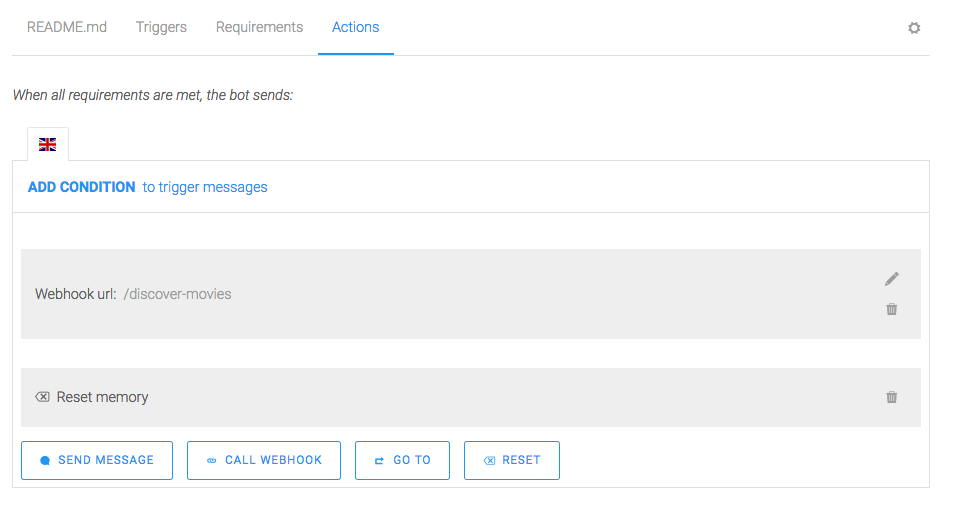 README.md Triggers Requirements Actions
When all requirements are met, the bot sends:
ADD CONDITION to trigger messages
Webhook url: /discover-movies
Reset memory
SEND MESSAGE CALL WEBHOOK GO TO RESET